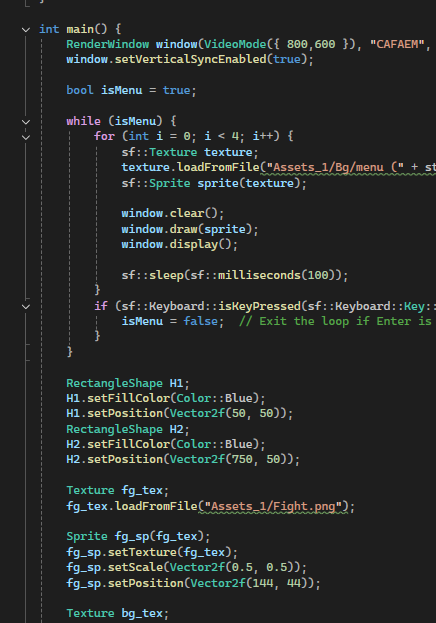 }
int main() {
RenderWindow window(VideoMode({ 800,600 }), "CAFAEM",
window.setVerticalSyncEnabled(true);
bool isMenu = true;
while (isMenu) {
for (int i = 0; i < 4; i++) {
sf::Texture texture;
texture.loadFromFile("Assets_1/Bg/menu (" + st
sf::Sprite sprite(texture);
window.clear();
window.draw(sprite);
window.display();
sf::sleep(sf::milliseconds(100));
}
if (sf::Keyboard::isKeyPressed(sf::Keyboard::Key::
isMenu = false;  // Exit the loop if Enter is
}
}
RectangleShape H1;
H1.setFillColor(Color::Blue);
H1.setPosition(Vector2f(50, 50));
RectangleShape H2;
H2.setFillColor(Color::Blue);
H2.setPosition(Vector2f(750, 50));
Texture fg_tex;
fg_tex.loadFromFile("Assets_1/Fight.png");
Sprite fg_sp(fg_tex);
fg_sp.setTexture(fg_tex);
fg_sp.setScale(Vector2f(0.5, 0.5));
fg_sp.setPosition(Vector2f(144, 44));
Texture bg_tex;